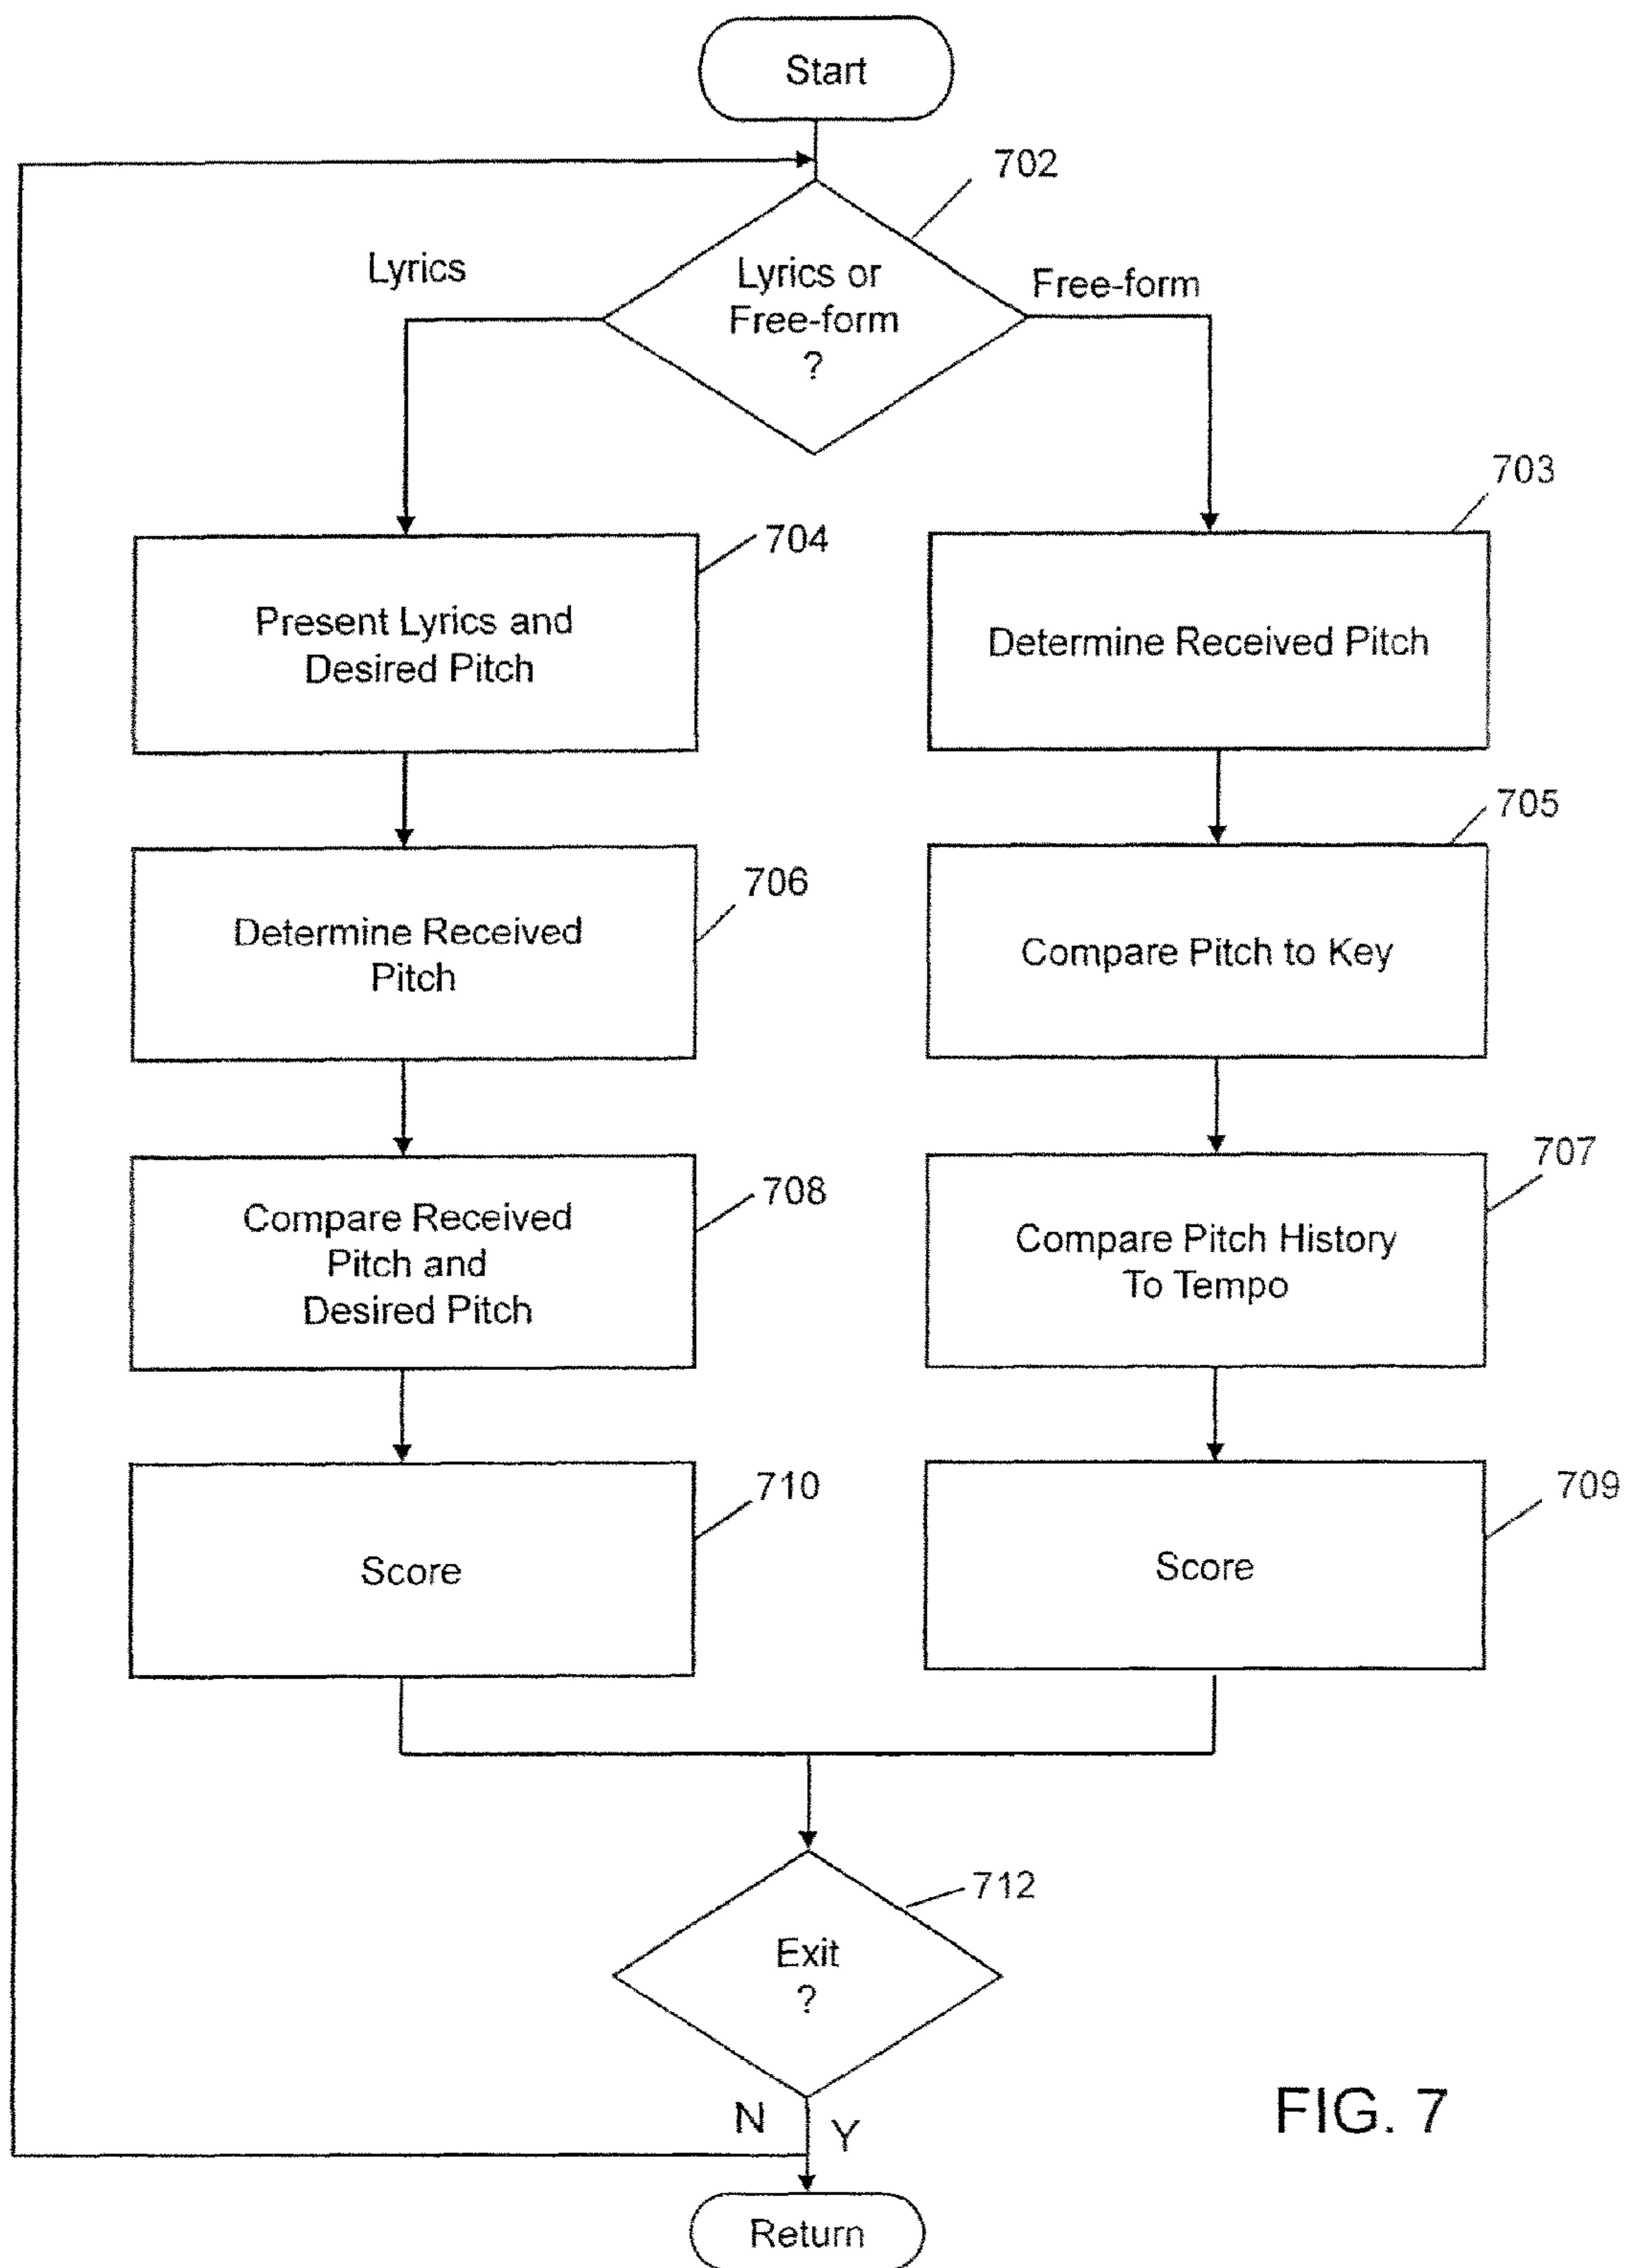 Start
702
Lyrics
Lyrics or
Free-form
?
Free-form
703
704
Present Lyrics and
Desired Pitch
Determine Received Pitch
705
706
Determine Received
Pitch
Compare Pitch to Key
707
708
Compare Received
Pitch and
Desired Pitch
Compare Pitch History
To Tempo
710
709
Score
Score
712
Exit
?
N
Y
FIG. 7
Return